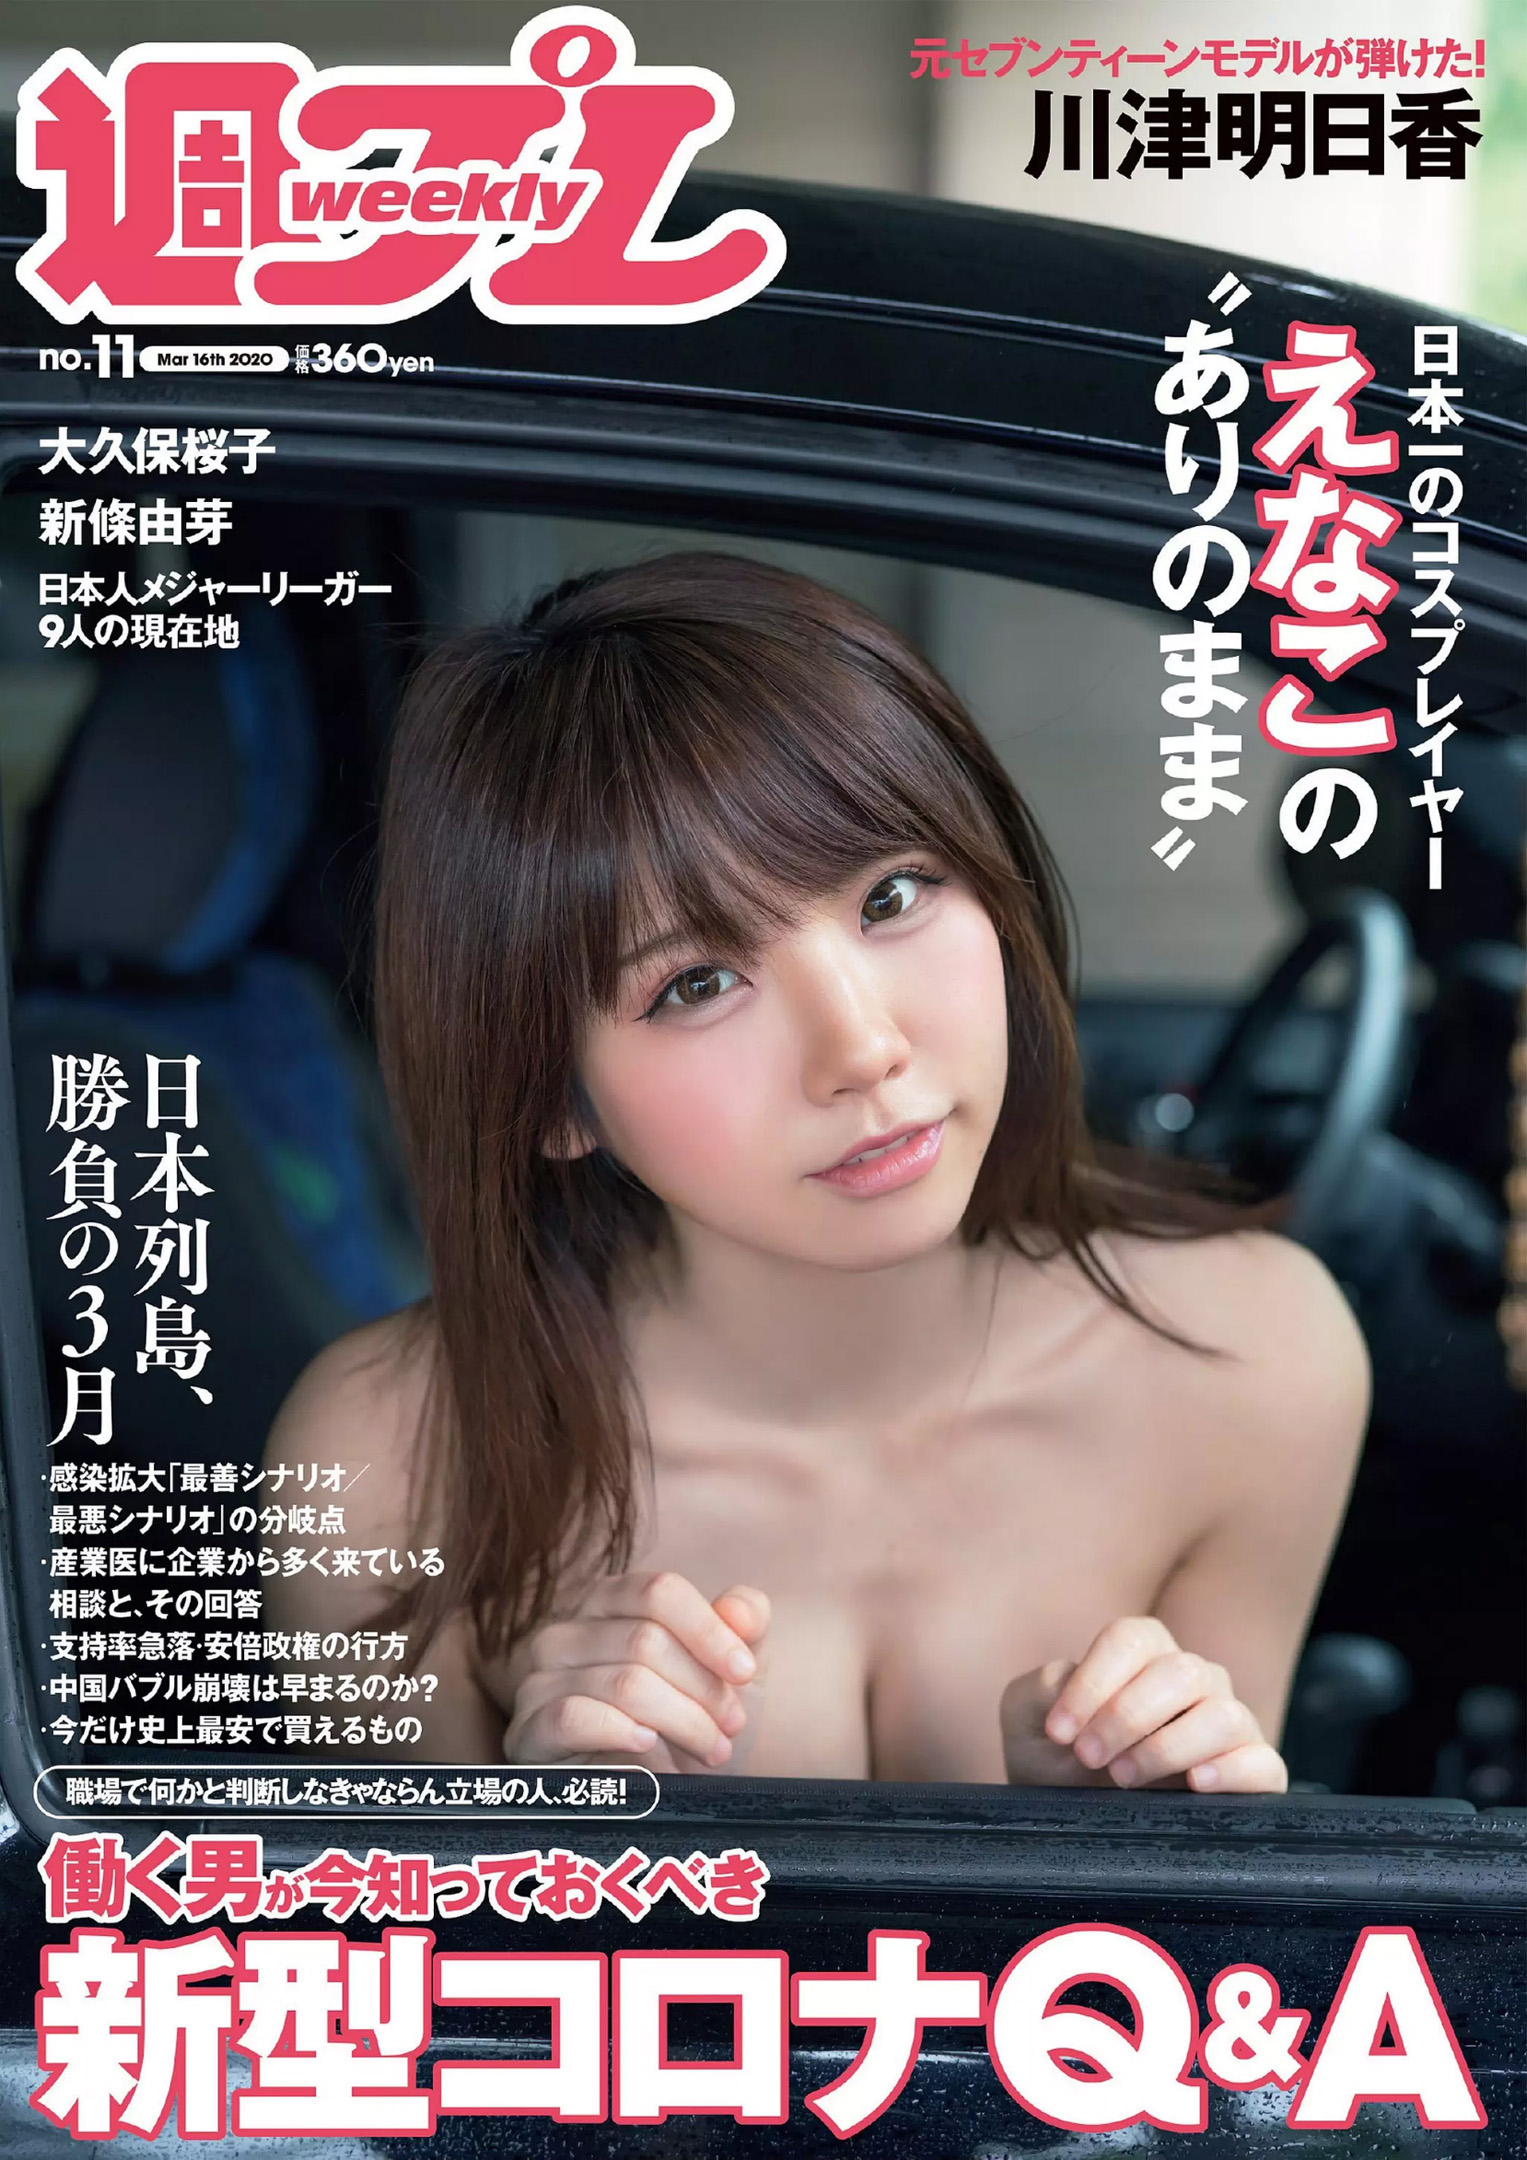 週プレ
weekly
no.11 Mar 16th 2020 価格360yen
元セブンティーンモデルが弾けた!
川津明日香
日本一のコスプレイヤー
えなこの
〝ありのまま〟
大久保桜子
新條由芽
日本人メジャーリーガー
9人の現在地
日本列島、
勝負の3月
・感染拡大「最善シナリオ/
最悪シナリオ」の分岐点
・産業医に企業から多く来ている
相談と、その回答
・支持率急落・安倍政権の行方
・中国バブル崩壊は早まるのか?
・今だけ史上最安で買えるもの
職場で何かと判断しなきゃならん立場の人、必読!
働く男が今知っておくべき
新型コロナQ&A